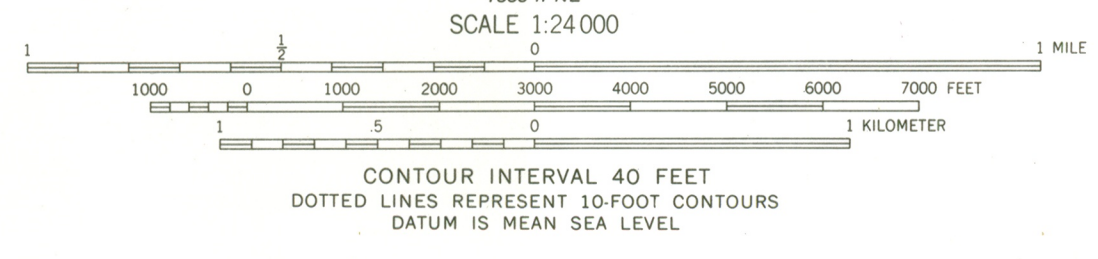 SCALE 1:24 000
1 ½ 0 1 MILE
1000 0 1000 2000 3000 4000 5000 6000 7000 FEET
1 .5 0 1 KILOMETER
CONTOUR INTERVAL 40 FEET
DOTTED LINES REPRESENT 10-FOOT CONTOURS
DATUM IS MEAN SEA LEVEL